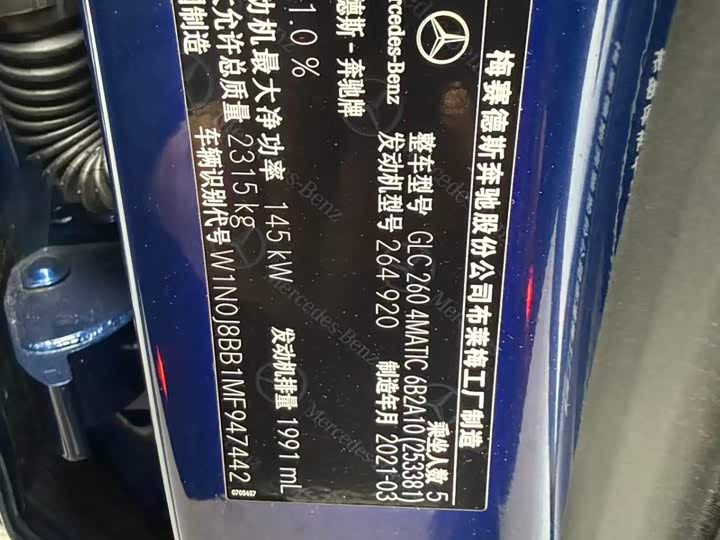 梅赛德斯奔驰股份公司布莱梅工厂制造
Mercedes-Benz
德斯-奔驰牌
整车型号 GLC 260 4MATIC 6B2A10 (253381)
乘坐人数 5
发动机型号 264 920
制造年月 2021-03
1.0 %
动机最大净功率 145 kW
发动机排量 1991 mL
允许总质量 2315 kg
制造
车辆识别代号 W1N0J8BB1MF947442